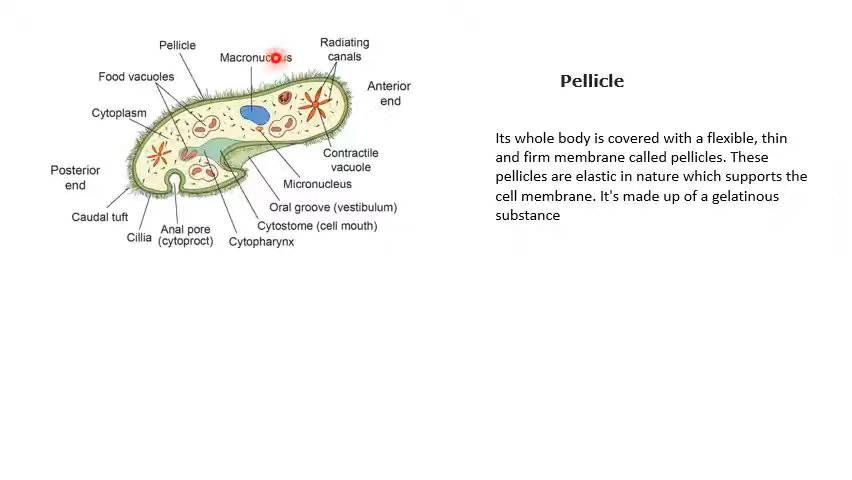 Pellicle
Radiating
canals
Food vacuoles
Anterior
end
Cytoplasm
Contractile
vacuole
Posterior
end
Micronucleus
Oral groove (vestibulum)
Caudal tuft
Cytostome (cell mouth)
Cillia
Anal pore
(cytoproct)
Cytopharynx
Pellicle
Its whole body is covered with a flexible, thin
and firm membrane called pellicles. These
pellicles are elastic in nature which supports the
cell membrane. It's made up of a gelatinous
substance